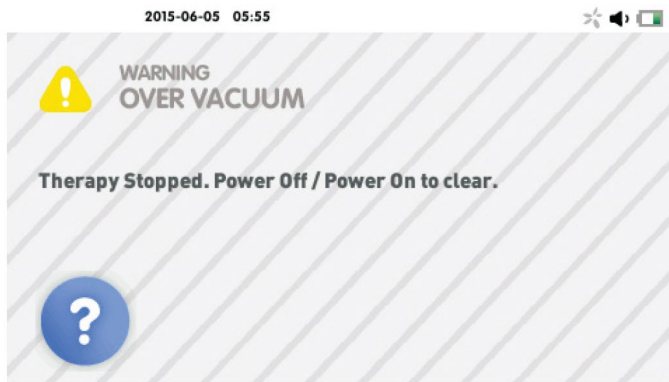 2015-06-05 05:55
WARNING
OVER VACUUM
Therapy Stopped. Power Off / Power On to clear.
?